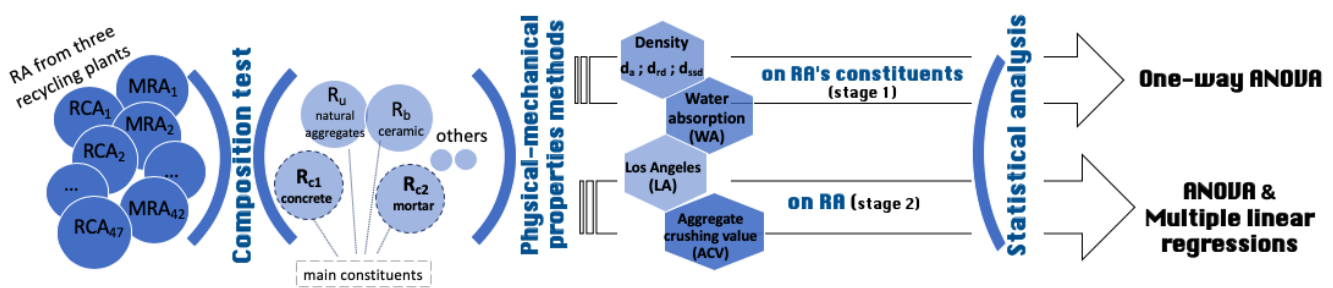 RA from three
recycling plants
MRA1
RCA1
MRA2
RCA2
...
...
MRA42
RCA47
Composition test
Ru
natural
aggregates
Rb
ceramic
others
Rc1
concrete
Rc2
mortar
main constituents
Physical-mechanical
properties methods
Density
da ; drd ; dssd
Water
absorption
(WA)
Los Angeles
(LA)
Aggregate
crushing value
(ACV)
on RA's constituents
(stage 1)
on RA (stage 2)
Statistical analysis
One-way ANOVA
ANOVA &
Multiple linear
regressions